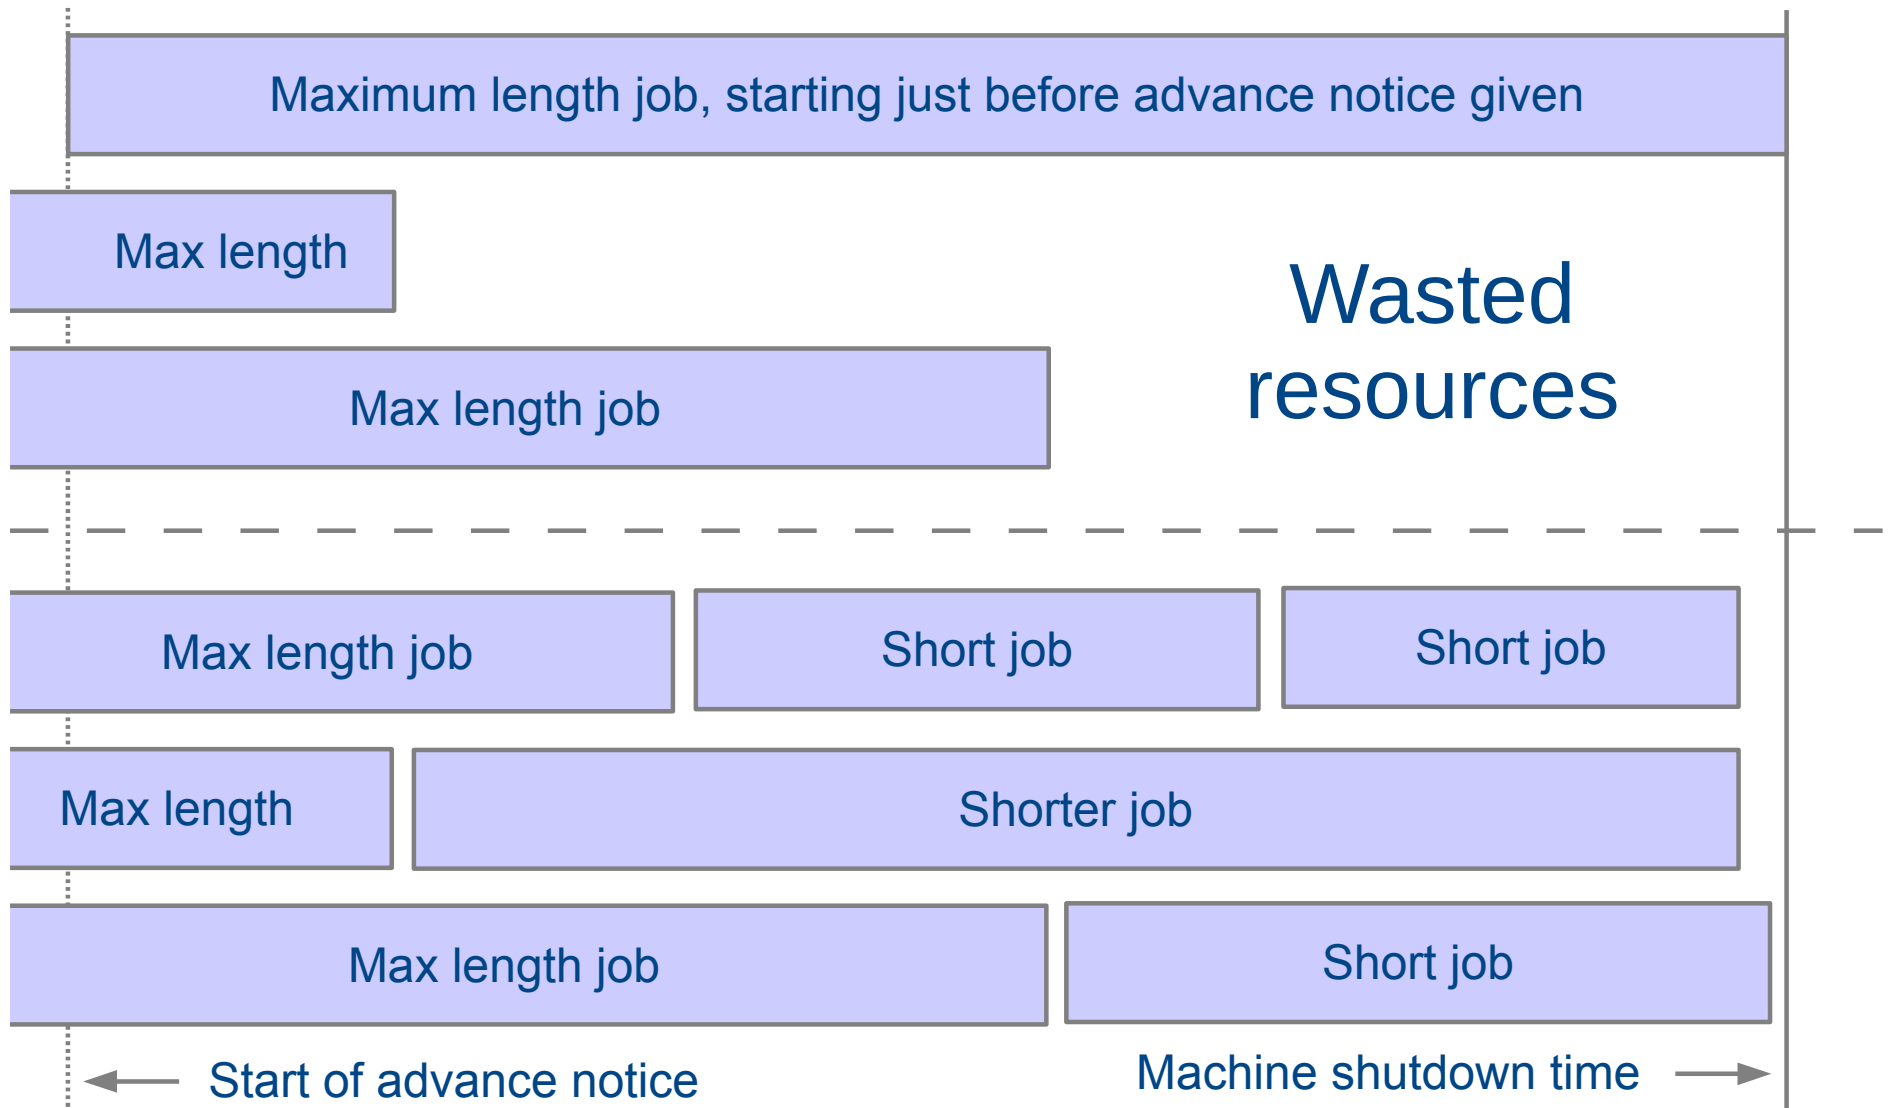 Maximum length job, starting just before advance notice given
Max length
Max length job
Wasted
resources
Max length job
Short job
Short job
Max length
Shorter job
Max length job
Short job
Start of advance notice
Machine shutdown time